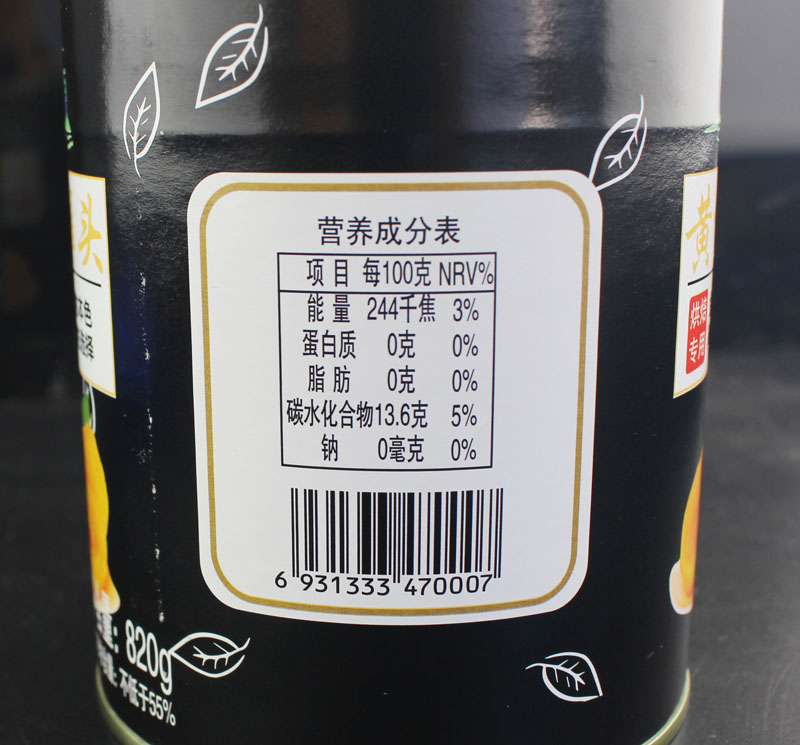 营养成分表
项目 每100克 NRV%
能量 244千焦 3%
蛋白质 0克 0%
脂肪 0克 0%
碳水化合物 13.6克 5%
钠 0毫克 0%
6 931333 470007
头
色
择
黄
烘焙
专用
量: 820g
不低于55%